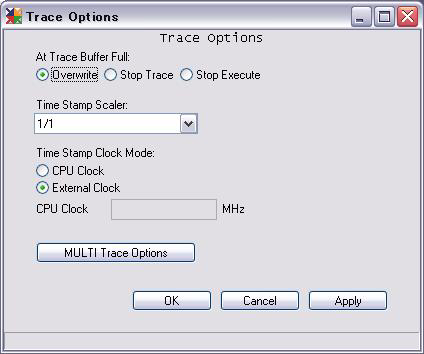 Trace Options
Trace Options
At Trace Buffer Full:
Overwrite Stop Trace Stop Execute
Time Stamp Scaler:
1/1
Time Stamp Clock Mode:
CPU Clock
External Clock
CPU Clock MHz
MULTI Trace Options
OK Cancel Apply